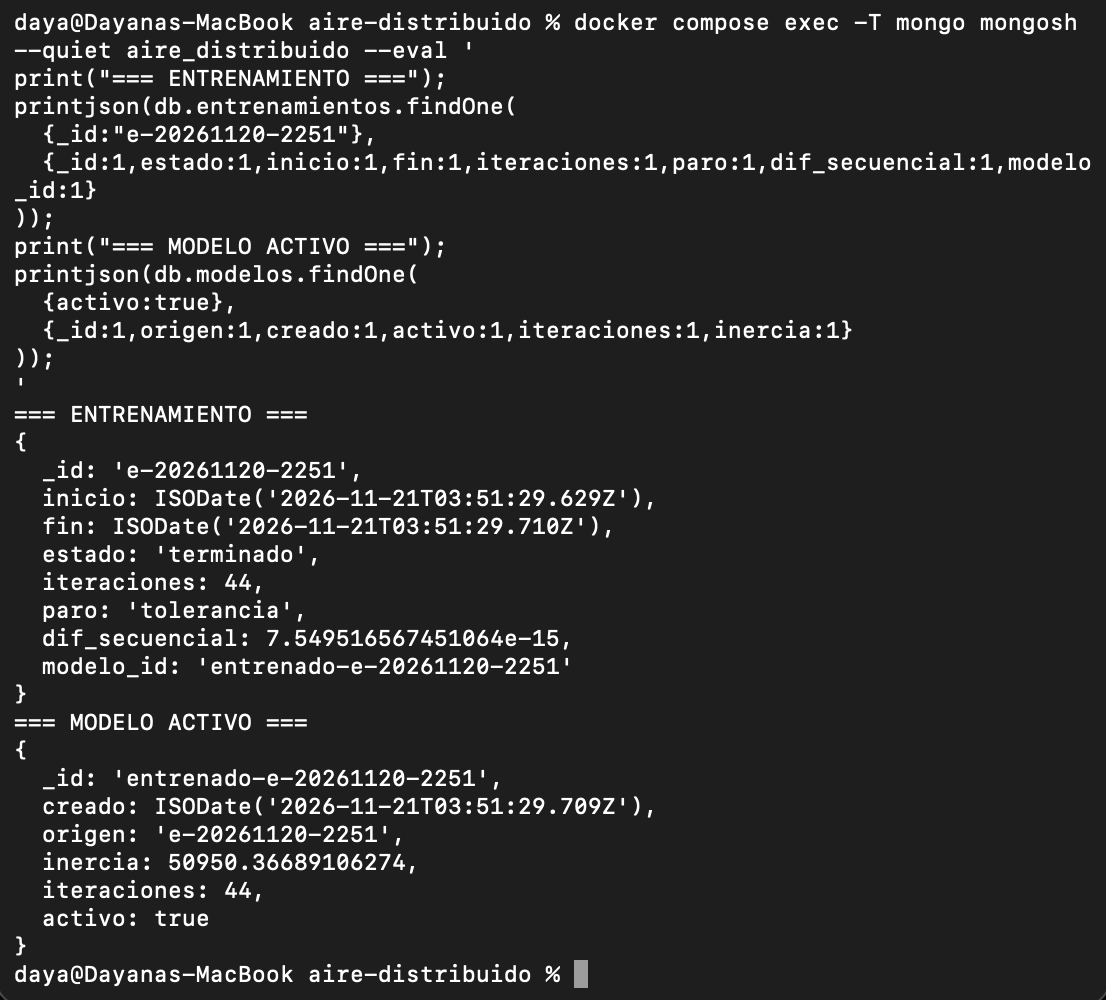 daya@Dayanas-MacBook aire-distribuido % docker compose exec -T mongo mongosh
--quiet aire_distribuido --eval '
print("=== ENTRENAMIENTO ===");
printjson(db.entrenamientos.findOne(
  {_id:"e-20261120-2251"},
  {_id:1,estado:1,inicio:1,fin:1,iteraciones:1,paro:1,dif_secuencial:1,modelo
_id:1}
));
print("=== MODELO ACTIVO ===");
printjson(db.modelos.findOne(
  {activo:true},
  {_id:1,origen:1,creado:1,activo:1,iteraciones:1,inercia:1}
));
'
=== ENTRENAMIENTO ===
{
  _id: 'e-20261120-2251',
  inicio: ISODate('2026-11-21T03:51:29.629Z'),
  fin: ISODate('2026-11-21T03:51:29.710Z'),
  estado: 'terminado',
  iteraciones: 44,
  paro: 'tolerancia',
  dif_secuencial: 7.549516567451064e-15,
  modelo_id: 'entrenado-e-20261120-2251'
}
=== MODELO ACTIVO ===
{
  _id: 'entrenado-e-20261120-2251',
  creado: ISODate('2026-11-21T03:51:29.709Z'),
  origen: 'e-20261120-2251',
  inercia: 50950.36689106274,
  iteraciones: 44,
  activo: true
}
daya@Dayanas-MacBook aire-distribuido %